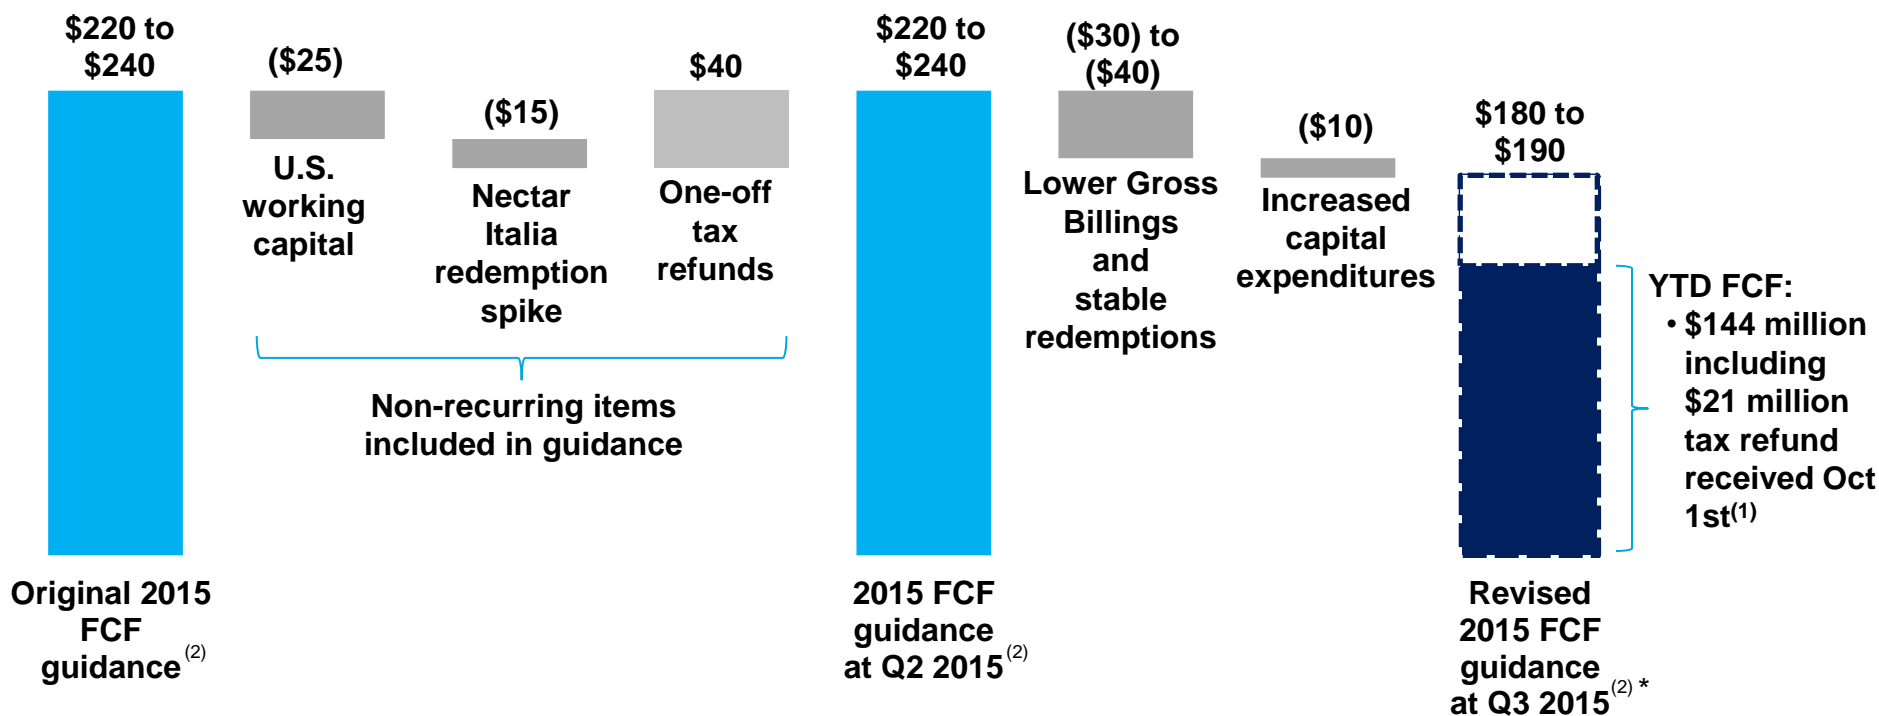 $220 to
$240
Original 2015
FCF
guidance(2)
($25)
U.S.
working
capital
($15)
Nectar
Italia
redemption
spike
$40
One-off
tax
refunds
Non-recurring items
included in guidance
$220 to
$240
2015 FCF
guidance
at Q2 2015(2)
($30) to
($40)
Lower Gross
Billings
and
stable
redemptions
($10)
Increased
capital
expenditures
$180 to
$190
Revised
2015 FCF
guidance
at Q3 2015(2) *
YTD FCF:
• $144 million
including
$21 million
tax refund
received Oct
1st(1)